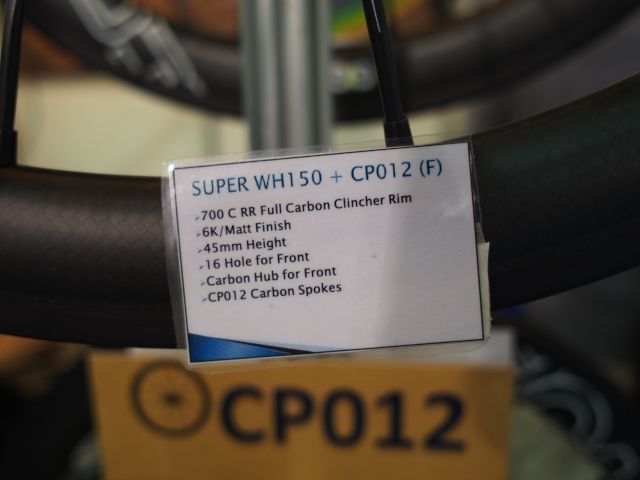 SUPER WH150 + CP012 (F)
700 C RR Full Carbon Clincher Rim
6K/Matt Finish
45mm Height
16 Hole for Front
Carbon Hub for Front
CP012 Carbon Spokes
CP012